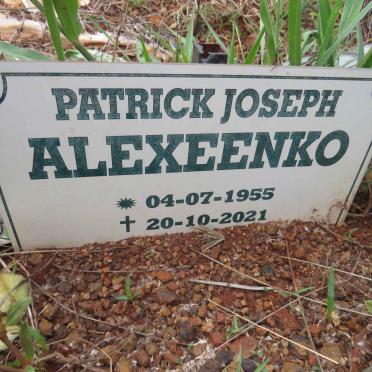 PATRICK JOSEPH
ALEXEENKO
✷ 04-07-1955
✝ 20-10-2021